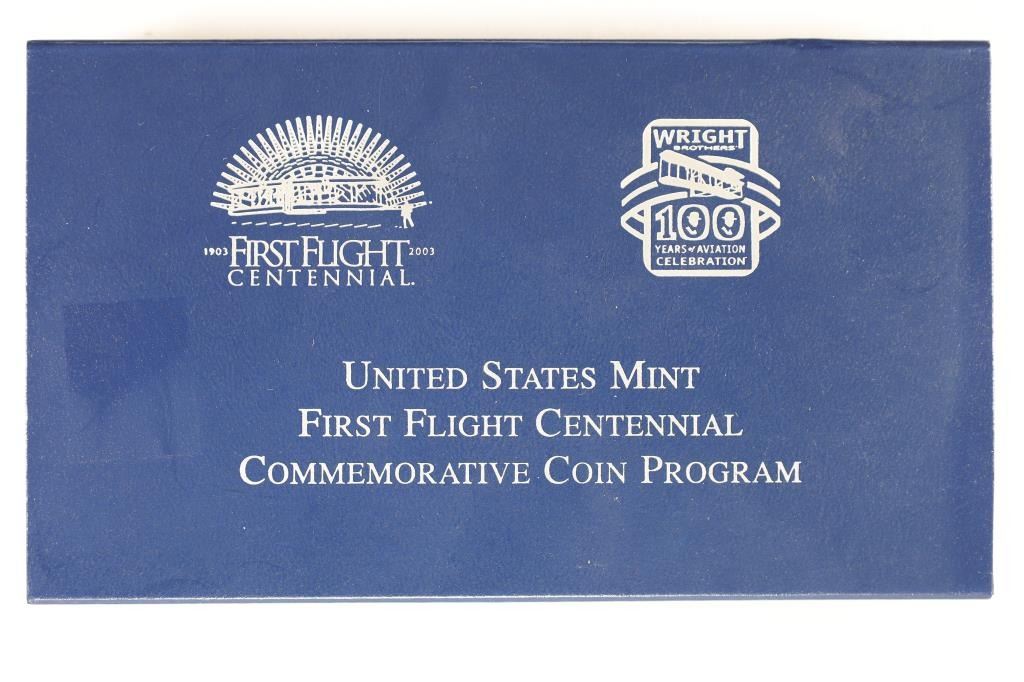 1903 FIRST FLIGHT 2003
CENTENNIAL.
WRIGHT
BROTHERS
100
YEARS of AVIATION
CELEBRATION
UNITED STATES MINT
FIRST FLIGHT CENTENNIAL
COMMEMORATIVE COIN PROGRAM